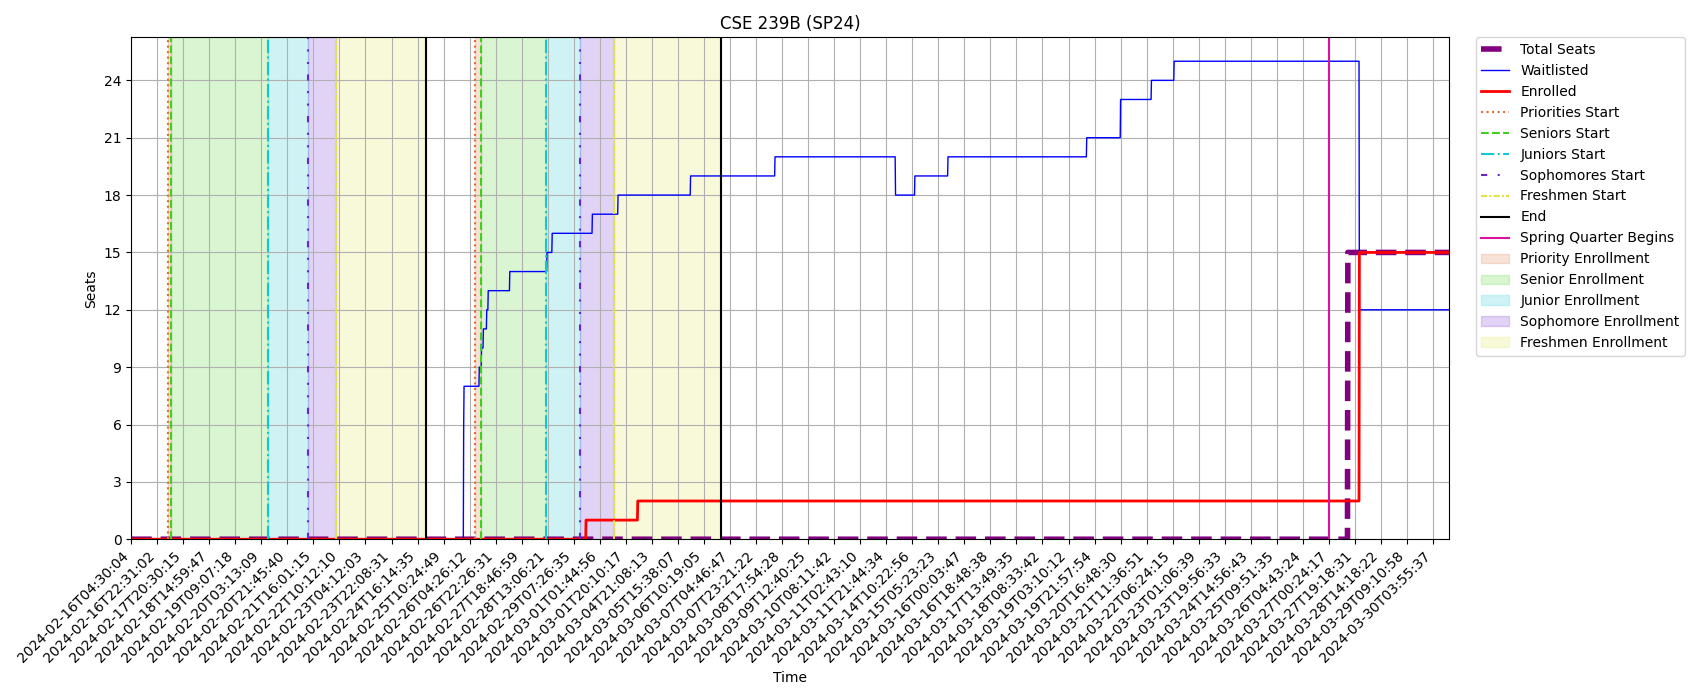 CSE 239B (SP24)
Seats
24
21
18
15
12
9
6
3
0
2024-02-16T04:30:04
2024-02-16T22:31:02
2024-02-17T20:30:15
2024-02-18T14:59:47
2024-02-19T09:07:18
2024-02-20T03:13:09
2024-02-20T21:45:40
2024-02-21T16:01:15
2024-02-22T10:12:10
2024-02-23T04:12:03
2024-02-23T22:08:31
2024-02-24T16:14:35
2024-02-25T10:24:49
2024-02-26T04:26:12
2024-02-26T22:26:31
2024-02-27T18:46:59
2024-02-28T13:06:21
2024-02-29T07:26:35
2024-03-01T01:44:56
2024-03-01T20:10:17
2024-03-04T21:08:13
2024-03-05T15:38:07
2024-03-06T10:19:05
2024-03-07T04:46:47
2024-03-07T23:21:22
2024-03-08T17:54:28
2024-03-09T12:40:25
2024-03-10T08:11:42
2024-03-11T02:43:10
2024-03-11T21:44:34
2024-03-14T10:22:56
2024-03-15T05:23:23
2024-03-16T00:03:47
2024-03-16T18:48:38
2024-03-17T13:49:35
2024-03-18T08:33:42
2024-03-19T03:10:12
2024-03-19T21:57:54
2024-03-20T16:48:30
2024-03-21T11:36:51
2024-03-22T06:24:15
2024-03-23T01:06:39
2024-03-23T19:56:33
2024-03-24T14:56:43
2024-03-25T09:51:35
2024-03-26T04:43:24
2024-03-27T00:24:17
2024-03-27T19:18:31
2024-03-28T14:18:22
2024-03-29T09:10:58
2024-03-30T03:55:37
Time
Total Seats
Waitlisted
Enrolled
Priorities Start
Seniors Start
Juniors Start
Sophomores Start
Freshmen Start
End
Spring Quarter Begins
Priority Enrollment
Senior Enrollment
Junior Enrollment
Sophomore Enrollment
Freshmen Enrollment